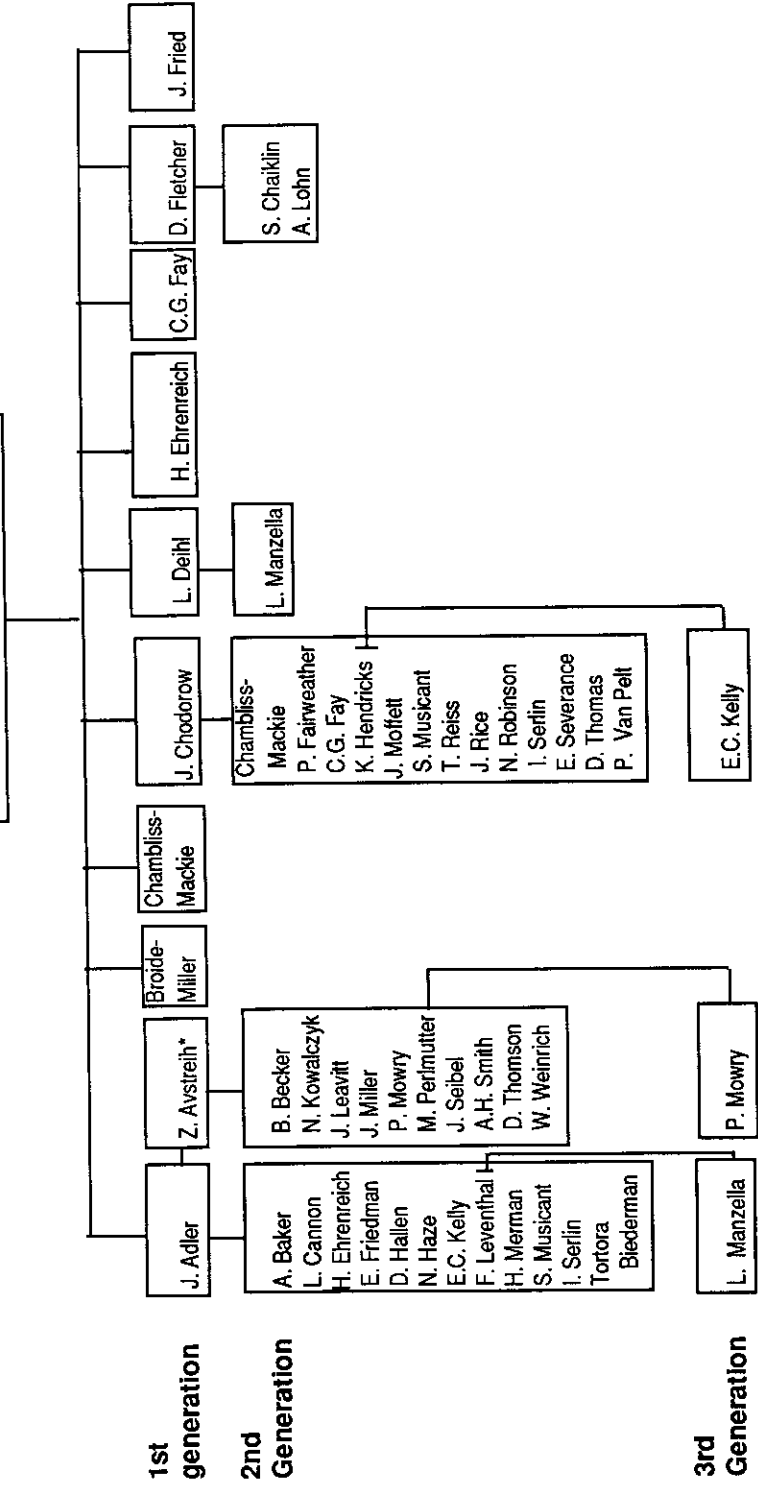 1st
generation
J. Adler
Z. Avstreih*
Broide-
Miller
Chambliss-
Mackie
J. Chodorow
L. Deihl
H. Ehrenreich
C.G. Fay
D. Fletcher
J. Fried
2nd
Generation
A. Baker
L. Cannon
H. Ehrenreich
E. Friedman
D. Hallen
N. Haze
E.C. Kelly
F. Leventhal
H. Merman
S. Musicant
I. Serlin
Tortora
Biederman
B. Becker
N. Kowalczyk
J. Leavitt
J. Miller
P. Mowry
M. Perlmutter
J. Seibel
A.H. Smith
D. Thomson
W. Weinrich
Chambliss-
Mackie
P. Fairweather
C.G. Fay
K. Hendricks
J. Moffett
S. Musicant
T. Reiss
J. Rice
N. Robinson
I. Serlin
E. Severance
D. Thomas
P. Van Pelt
L. Manzella
S. Chaiklin
A. Lohn
3rd
Generation
L. Manzella
P. Mowry
E.C. Kelly